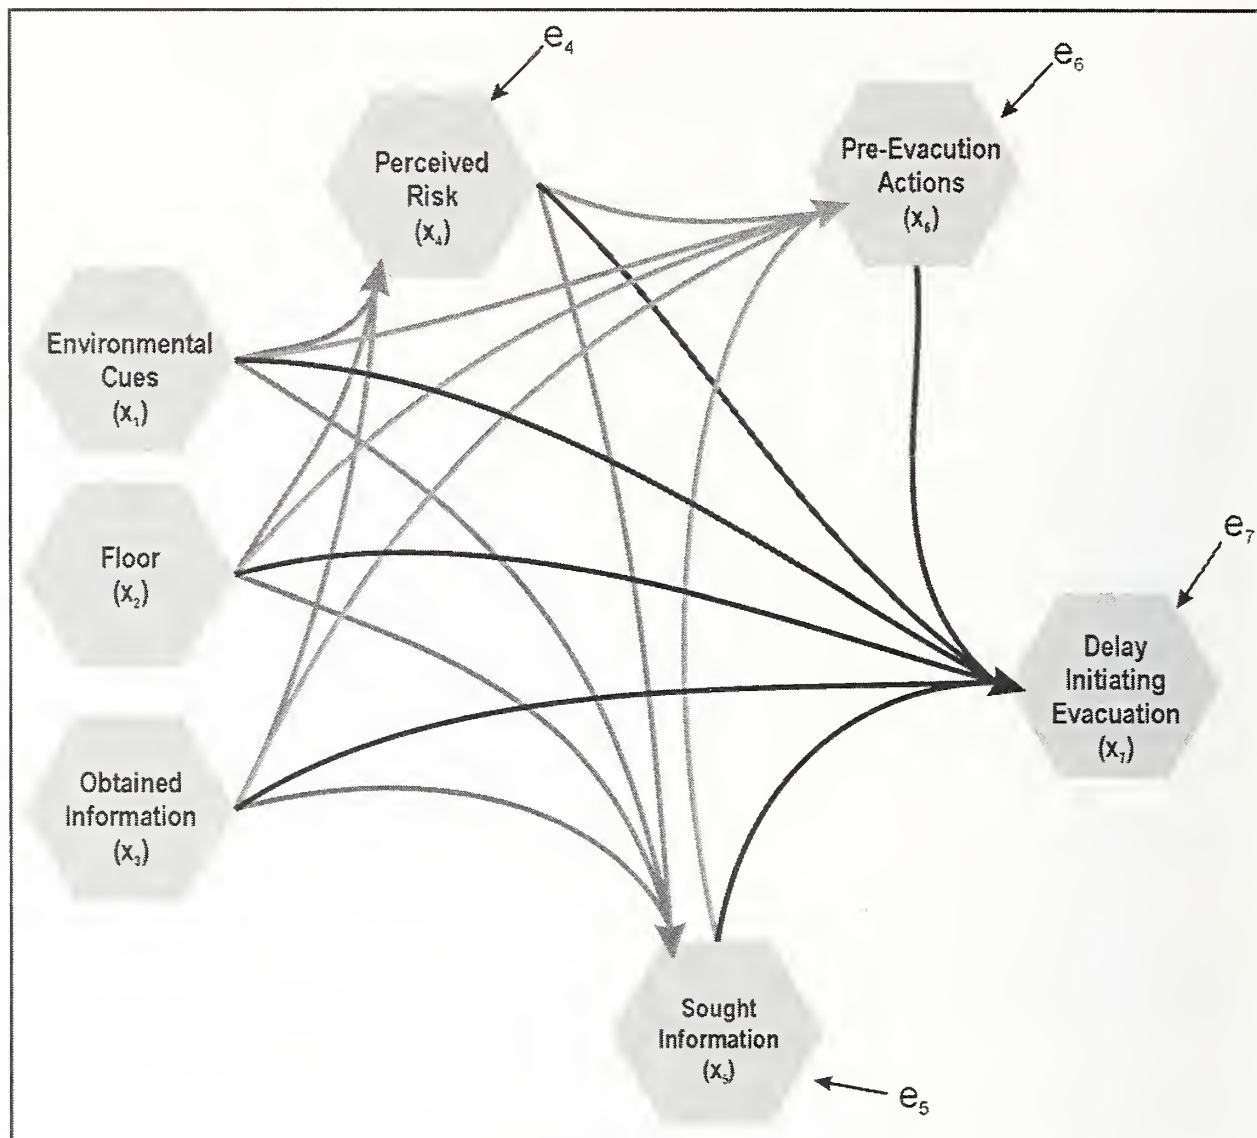 e₄
e₆
Perceived
Risk
(x₄)
Pre-Evacution
Actions
(x₆)
Environmental
Cues
(x₁)
Floor
(x₂)
e₇
Delay
Initiating
Evacuation
(x₇)
Obtained
Information
(x₃)
Sought
Information
(x₅)
e₅